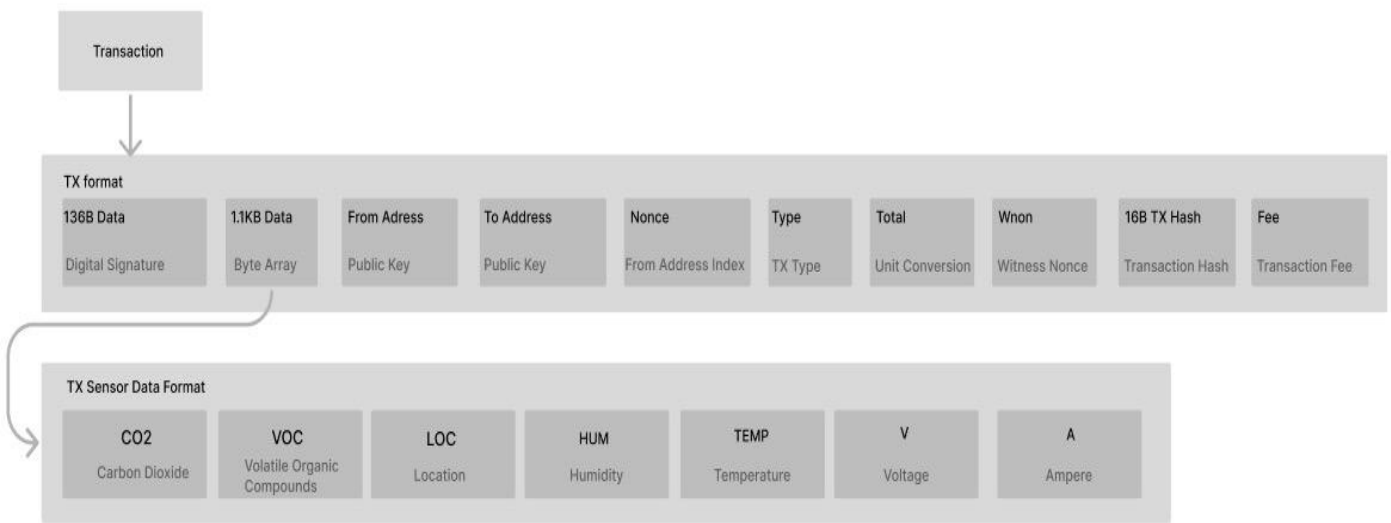 Transaction
TX format
136B Data
Digital Signature
1.1KB Data
Byte Array
From Adress
Public Key
To Address
Public Key
Nonce
From Address Index
Type
TX Type
Total
Unit Conversion
Wnon
Witness Nonce
16B TX Hash
Transaction Hash
Fee
Transaction Fee
TX Sensor Data Format
CO2
Carbon Dioxide
VOC
Volatile Organic
Compounds
LOC
Location
HUM
Humidity
TEMP
Temperature
V
Voltage
A
Ampere